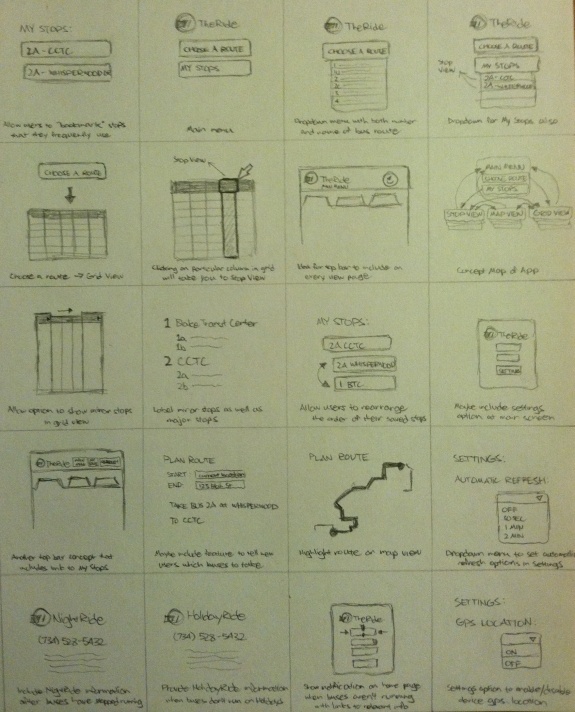 MY STOPS:
2A - CCTC
2A - WHISPERWOOD
Allow users to "bookmark" stops
that they frequently use
TheRide
CHOOSE A ROUTE
MY STOPS
Main menu
TheRide
CHOOSE A ROUTE
1
2
3
4
Dropdown menu with both number
and name of bus route
TheRide
CHOOSE A ROUTE
Stop
View
MY STOPS
2A - CCTC
2A - WHISPERWOOD
Dropdown for My Stops also
CHOOSE A ROUTE
Choose a route → Grid View
Stop View
Clicking on particular column in grid
will take you to Stop View
TheRide
MAIN MENU
Idea for top bar to include on
every new page
MAIN MENU
CHOOSE ROUTE
MY STOPS
STOP VIEW
MAP VIEW
GRID VIEW
Concept Map of App
Allow option to show minor stops
in grid view
1 Blake Transit Center
1a
1b
2 CCTC
2a
2b
Label minor stops as well as
major stops
MY STOPS:
2A CCTC
2A WHISPERWOOD
1 BTC
Allow users to rearrange
the order of their saved stops
TheRide
SETTINGS
Maybe include settings
option on main screen
TheRide
Another top bar concept that
includes link to My Stops
PLAN ROUTE
START: current location
END:
TAKE BUS 2A → WHISPERWOOD
TO CCTC
Maybe include feature to tell new
users which buses to take
PLAN ROUTE
Highlight route on map view
SETTINGS:
AUTOMATIC REFRESH:
OFF
1 MIN
2 MIN
Dropdown menu to set automatic
refresh options in settings
NightRide
(734) 528-5432
Include NightRide information
after buses have stopped running
HolidayRide
(734) 528-5432
Provide HolidayRide information
when buses don't run on Holidays
TheRide
Show notification on home page
when buses aren't running
with links to relevant info
SETTINGS:
GPS LOCATION:
ON
OFF
Settings option to enable/disable
device gps location